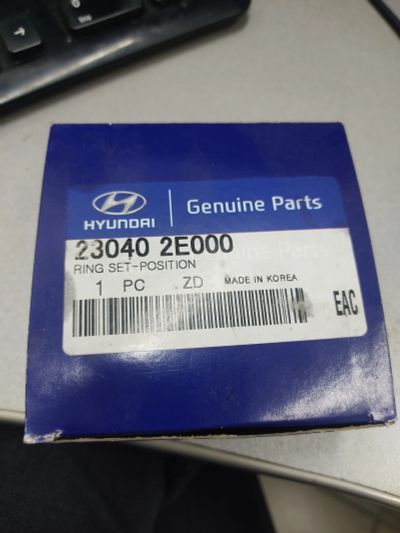 HYUNDAI
Genuine Parts
23040 2E000
RING SET-POSITION
1 PC ZD MADE IN KOREA
EAC